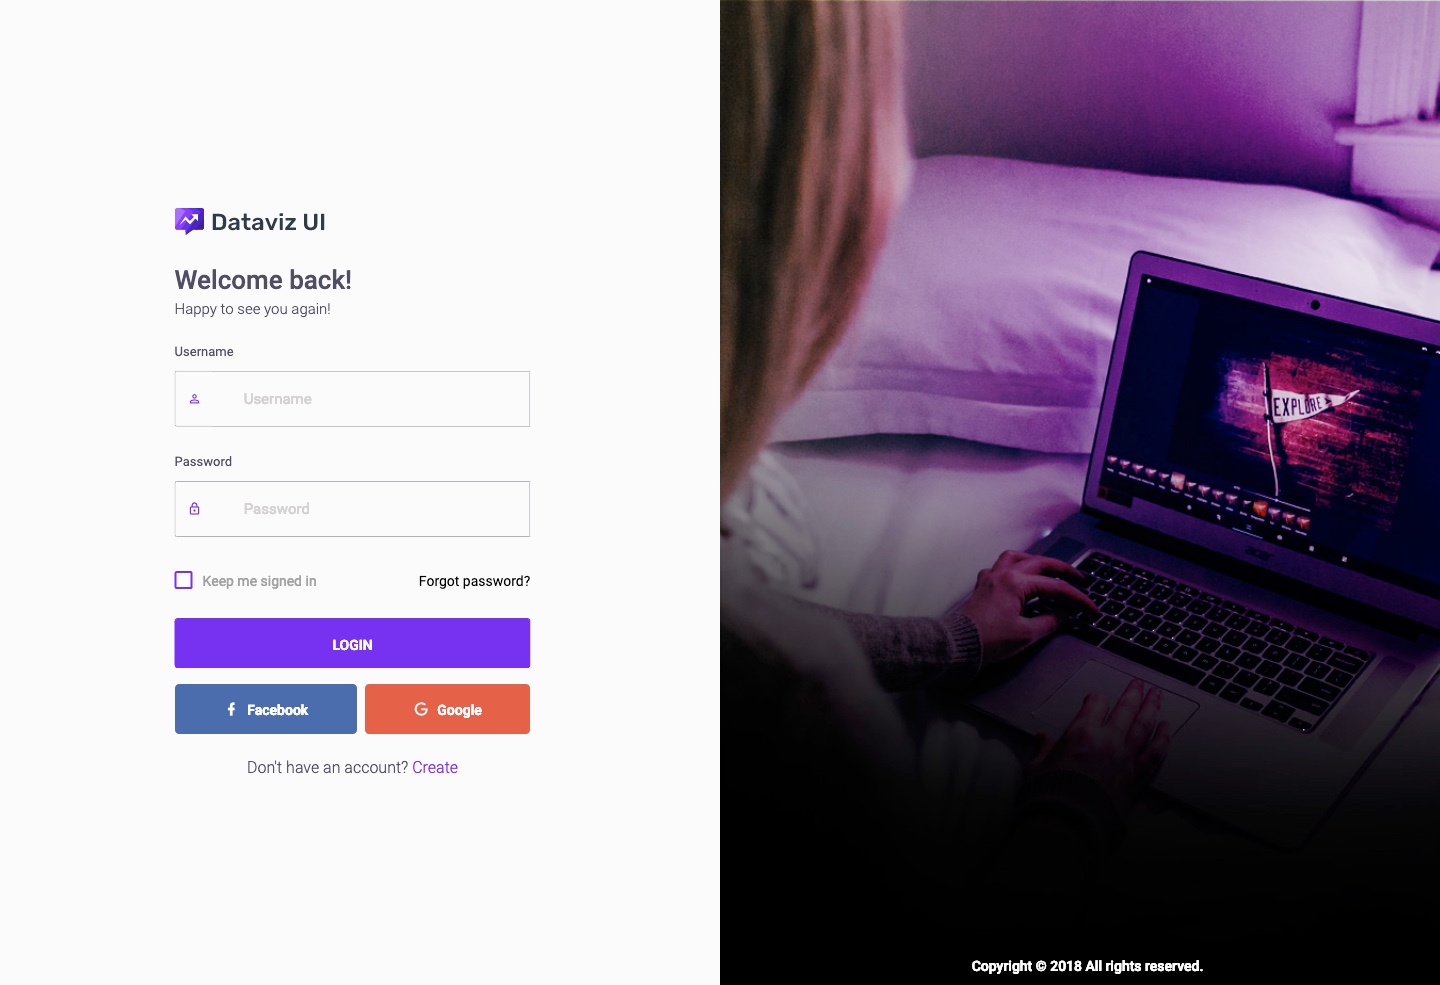 Dataviz UI
Welcome back!
Happy to see you again!
Username
Username
Password
Password
Keep me signed in
Forgot password?
LOGIN
Facebook
Google
Don't have an account? Create
EXPLORE
acer
Copyright © 2018 All rights reserved.